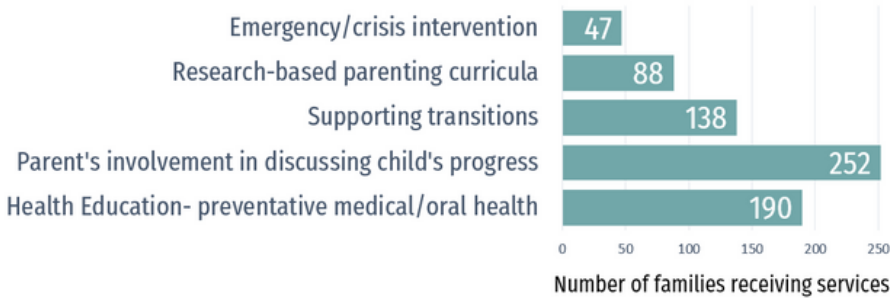 Emergency/crisis intervention 47
Research-based parenting curricula 88
Supporting transitions 138
Parent's involvement in discussing child's progress 252
Health Education- preventative medical/oral health 190
0 50 100 150 200 250
Number of families receiving services